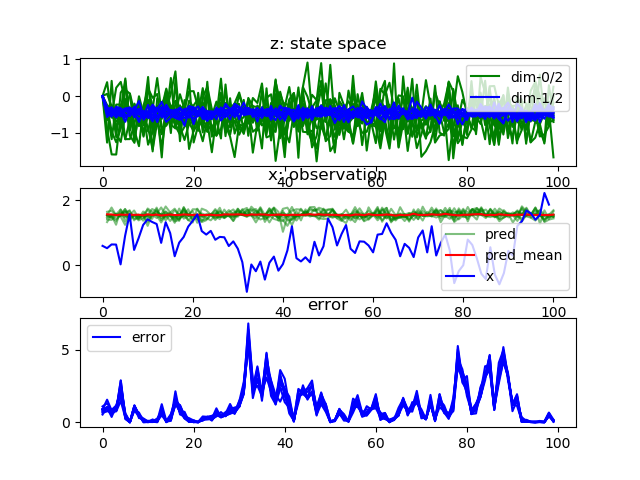 z: state space
1
0
−1
dim-0/2
dim-1/2
0 20 40 60 80 100
x: observation
2
0
pred
pred_mean
x
0 20 40 60 80 100
error
5
0
error
0 20 40 60 80 100